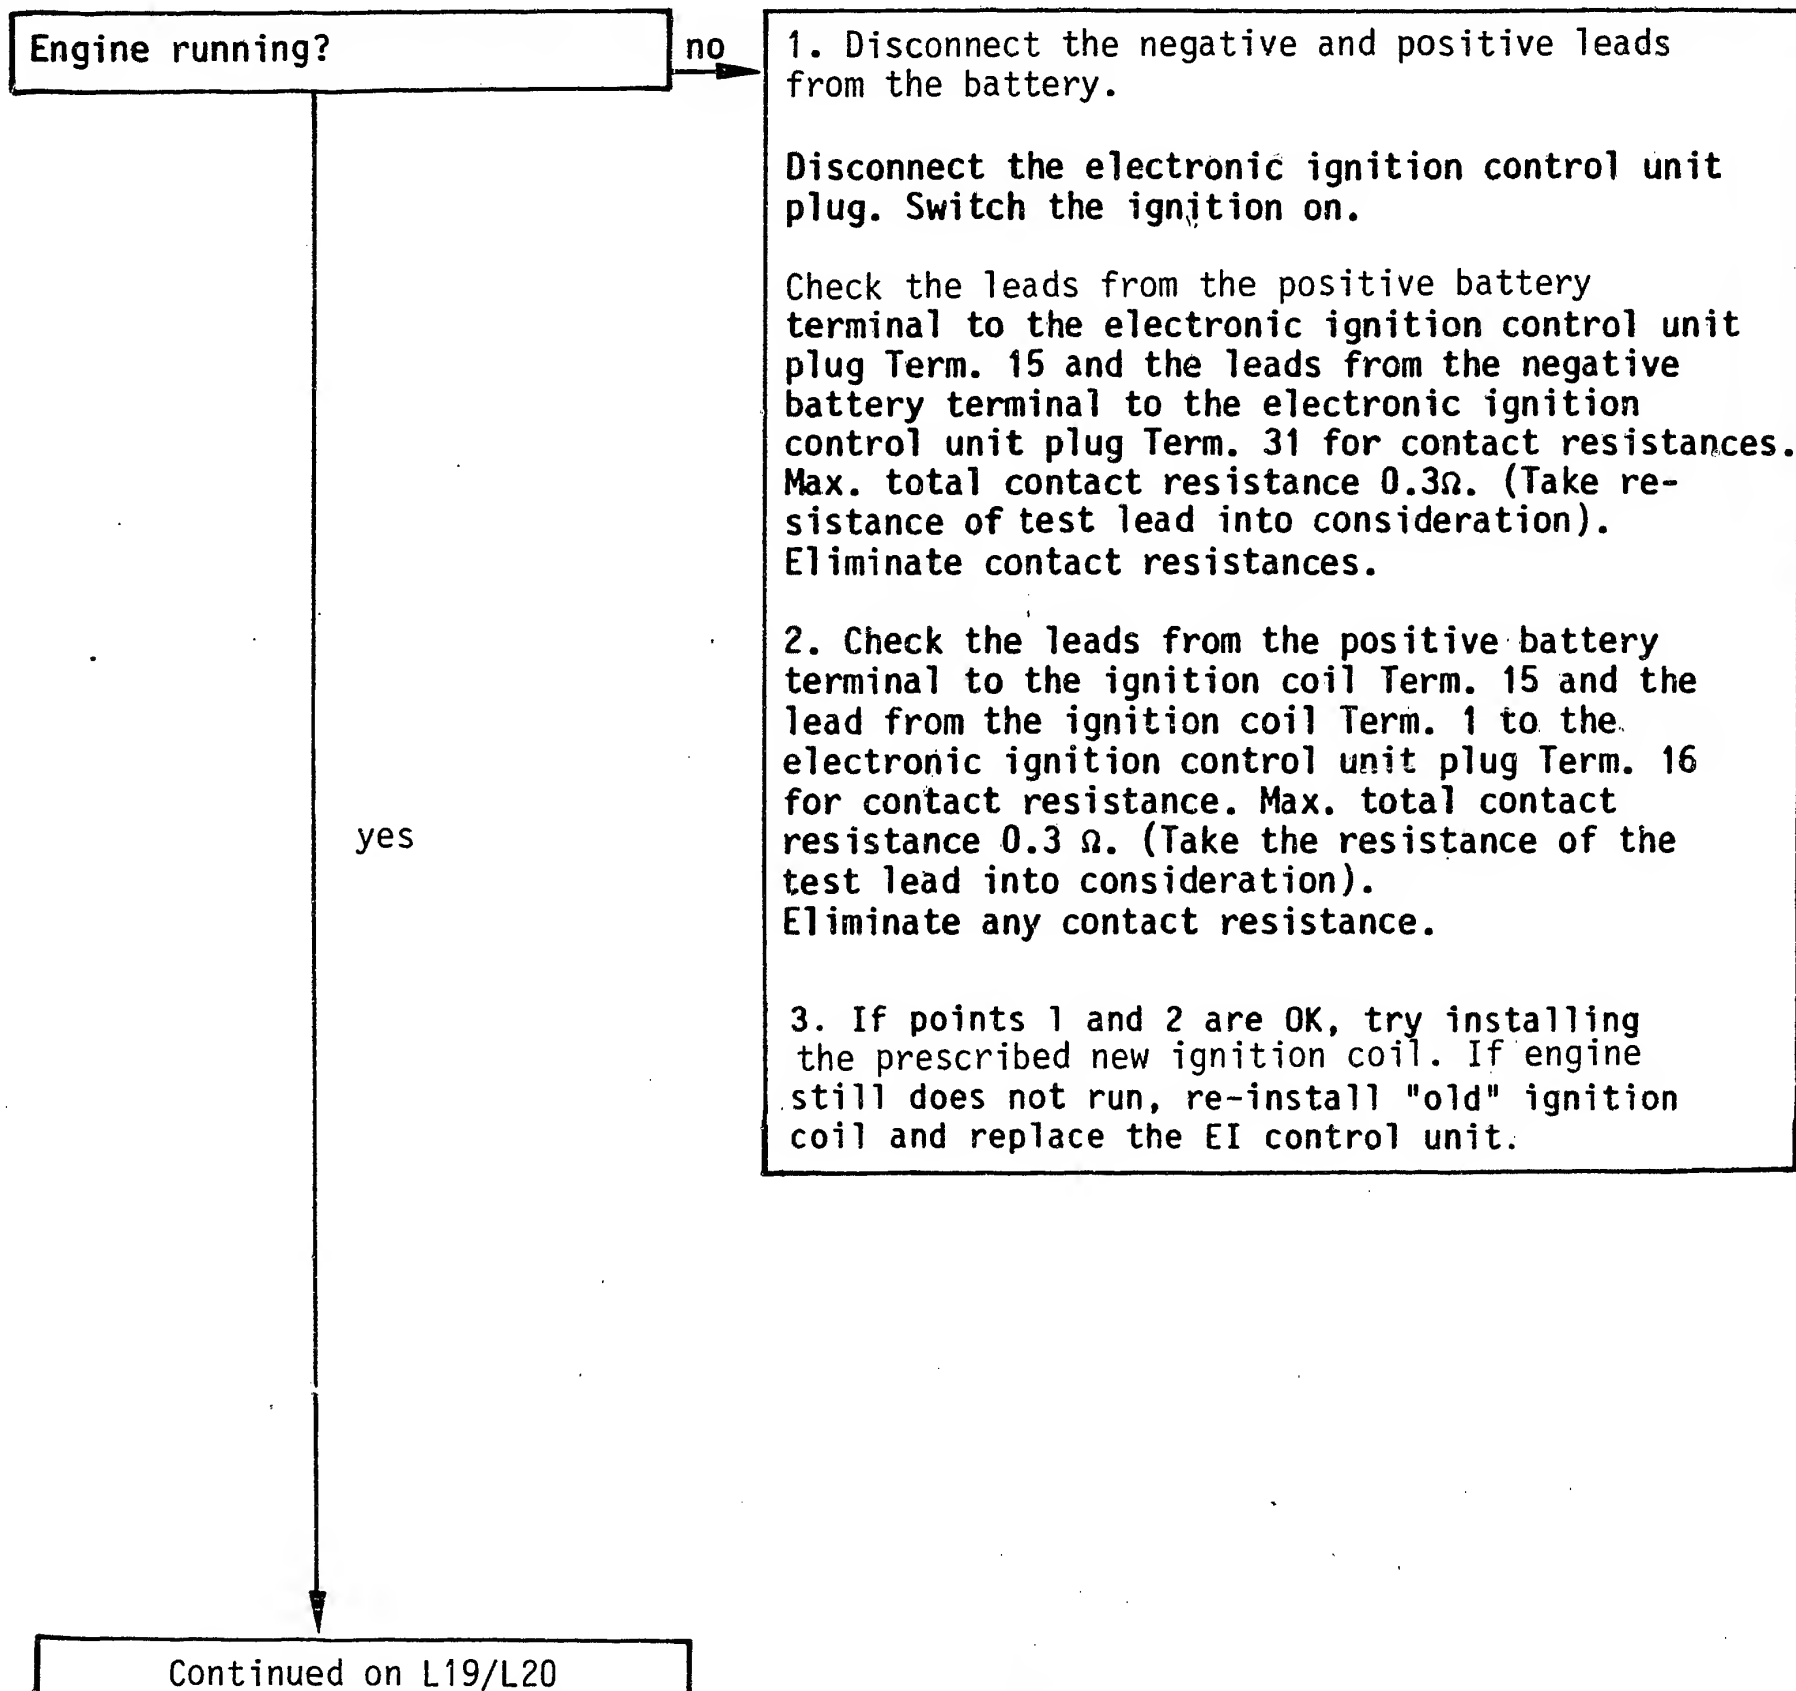 Engine running?
no
1. Disconnect the negative and positive leads
from the battery.
Disconnect the electronic ignition control unit
plug. Switch the ignition on.
Check the leads from the positive battery
terminal to the electronic ignition control unit
plug Term. 15 and the leads from the negative
battery terminal to the electronic ignition
control unit plug Term. 31 for contact resistances.
Max. total contact resistance 0.3Ω. (Take re-
sistance of test lead into consideration).
Eliminate contact resistances.
2. Check the leads from the positive battery
terminal to the ignition coil Term. 15 and the
lead from the ignition coil Term. 1 to the
electronic ignition control unit plug Term. 16
for contact resistance. Max. total contact
resistance 0.3 Ω. (Take the resistance of the
test lead into consideration).
Eliminate any contact resistance.
3. If points 1 and 2 are OK, try installing
the prescribed new ignition coil. If engine
still does not run, re-install "old" ignition
coil and replace the EI control unit.
yes
Continued on L19/L20